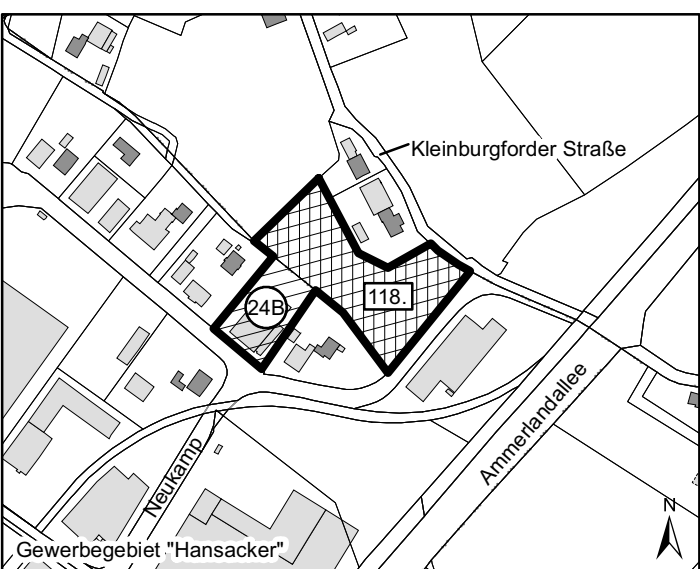 Kleinburgforder Straße
118.
24B
Ammerlandallee
Neukamp
N
Gewerbegebiet "Hansacker"